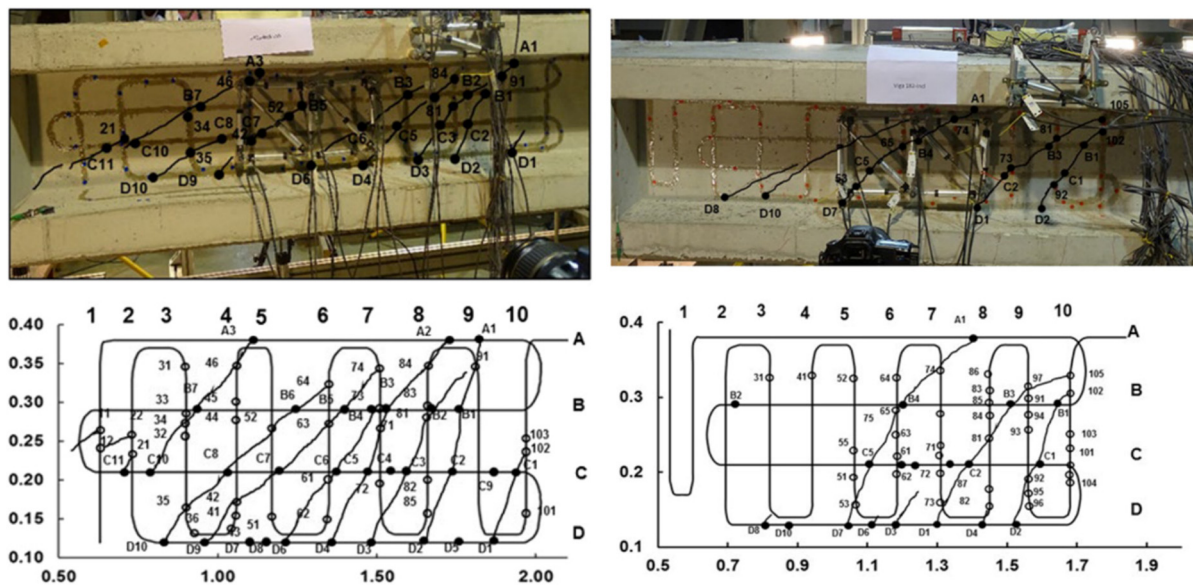 A1
A3
46
84
B2
91
B7
B3
B1
52
B5
81
21
34
C8
42
C7
C6
C5
C3
C2
C11
C10
35
D10
D9
D6
D4
D3
D2
D1
A1
105
74
81
102
65
B4
B3
B1
C5
73
C2
C1
92
D8
D10
D7
D1
D2
1 2 3 4 5 6 7 8 9 10
0.40
0.35
0.30
0.25
0.20
0.15
0.10
0.50 1.00 1.50 2.00
A3 A2 A1
A
31 46 64 74 84 91
B7 45 B6 B5 B3 83
11 22 33 34 44 52 63 73 B4 81 B2 B1
B
12 21 32 71 103
102
C11 C10 C8 C7 C6 C5 C4 C3 C2 C1
C
35 42 61 72 82 C9
36 41 43 51 62 85 101
D10 D9 D7 D8 D6 D4 D3 D2 D5 D1
D
1 2 3 4 5 6 7 8 9 10
0.4
0.3
0.2
0.1
0.5 0.7 0.9 1.1 1.3 1.5 1.7 1.9
A1
A
31 41 52 64 74 86 97 105
83 91 102
B2 75 65 B4 85 B3 B1
B
84 94
55 63 71 81 93 103
61 101
C5 C2 C1
C
51 62 72 87 92 104
53 73 82 95
96
D8 D10 D7 D6 D3 D1 D4 D2
D